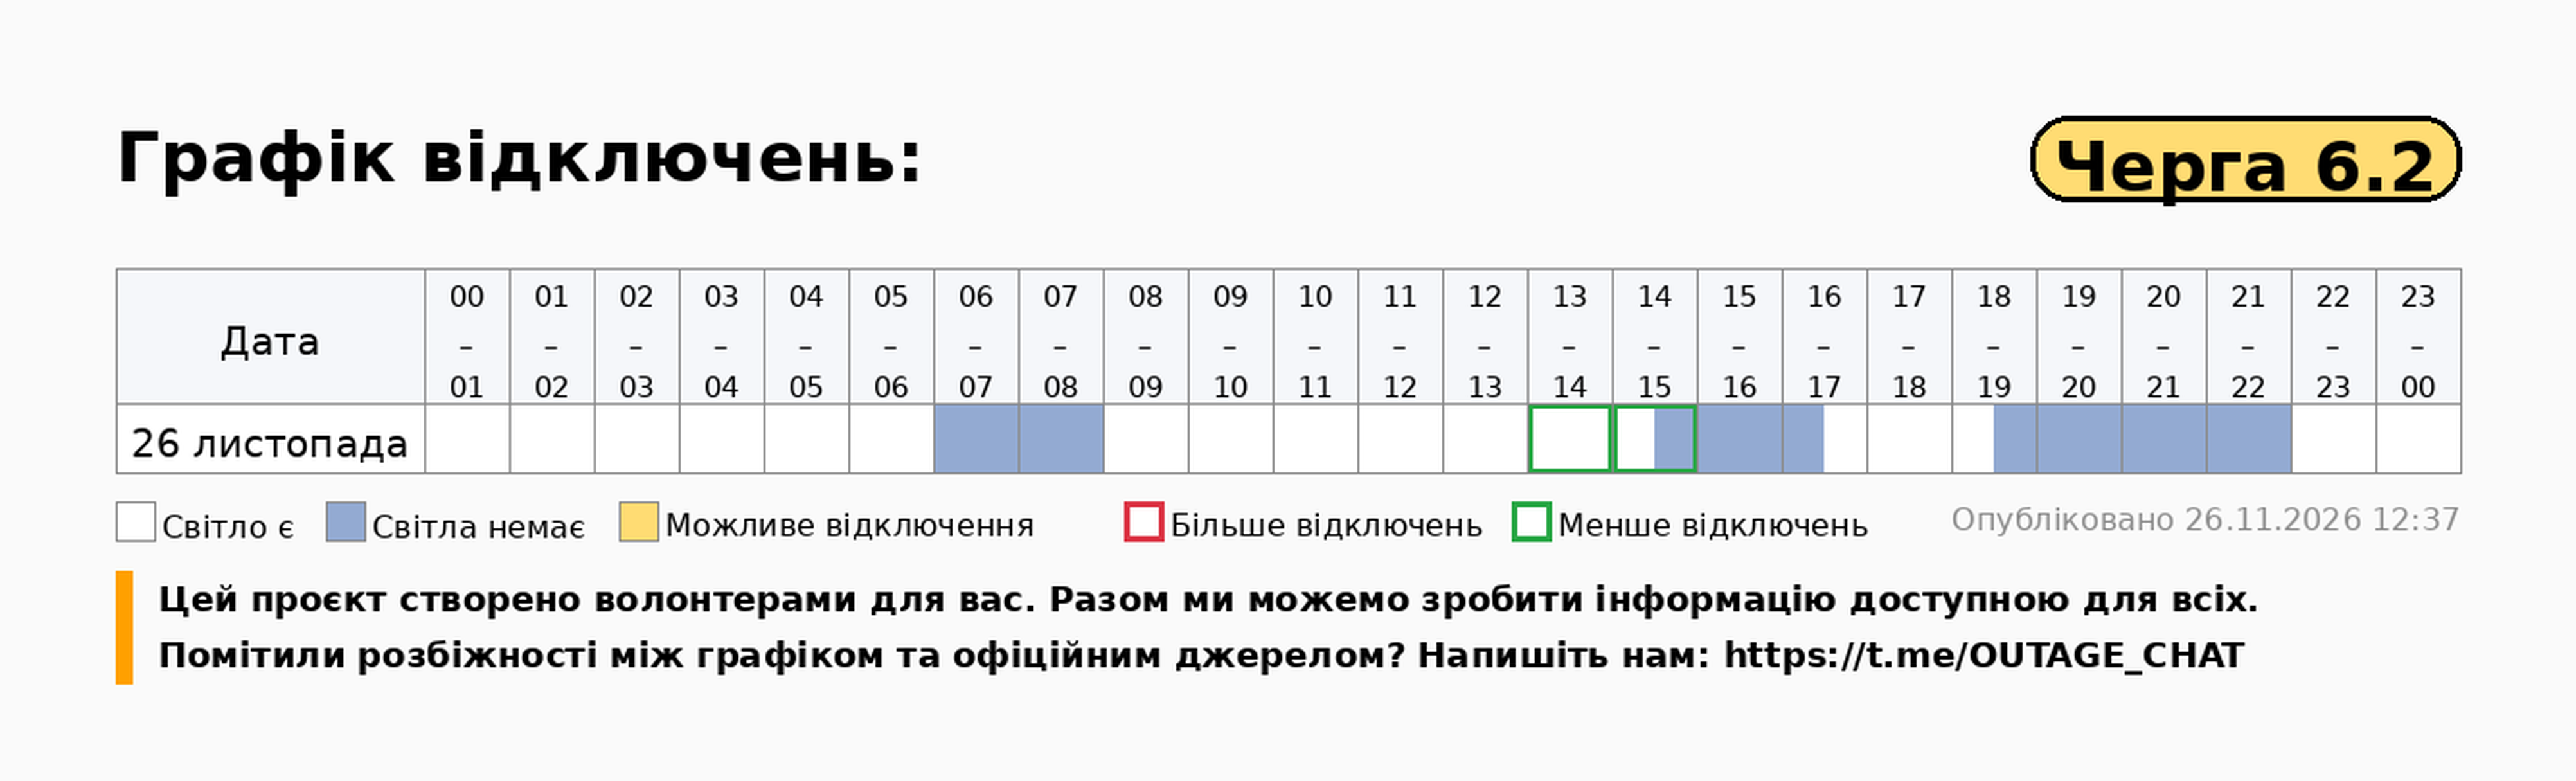 Графік відключень:
Черга 6.2
Дата
00 – 01
01 – 02
02 – 03
03 – 04
04 – 05
05 – 06
06 – 07
07 – 08
08 – 09
09 – 10
10 – 11
11 – 12
12 – 13
13 – 14
14 – 15
15 – 16
16 – 17
17 – 18
18 – 19
19 – 20
20 – 21
21 – 22
22 – 23
23 – 00
26 листопада
Світло є
Світла немає
Можливе відключення
Більше відключень
Менше відключень
Опубліковано 26.11.2026 12:37
Цей проєкт створено волонтерами для вас. Разом ми можемо зробити інформацію доступною для всіх.
Помітили розбіжності між графіком та офіційним джерелом? Напишіть нам: https://t.me/OUTAGE_CHAT